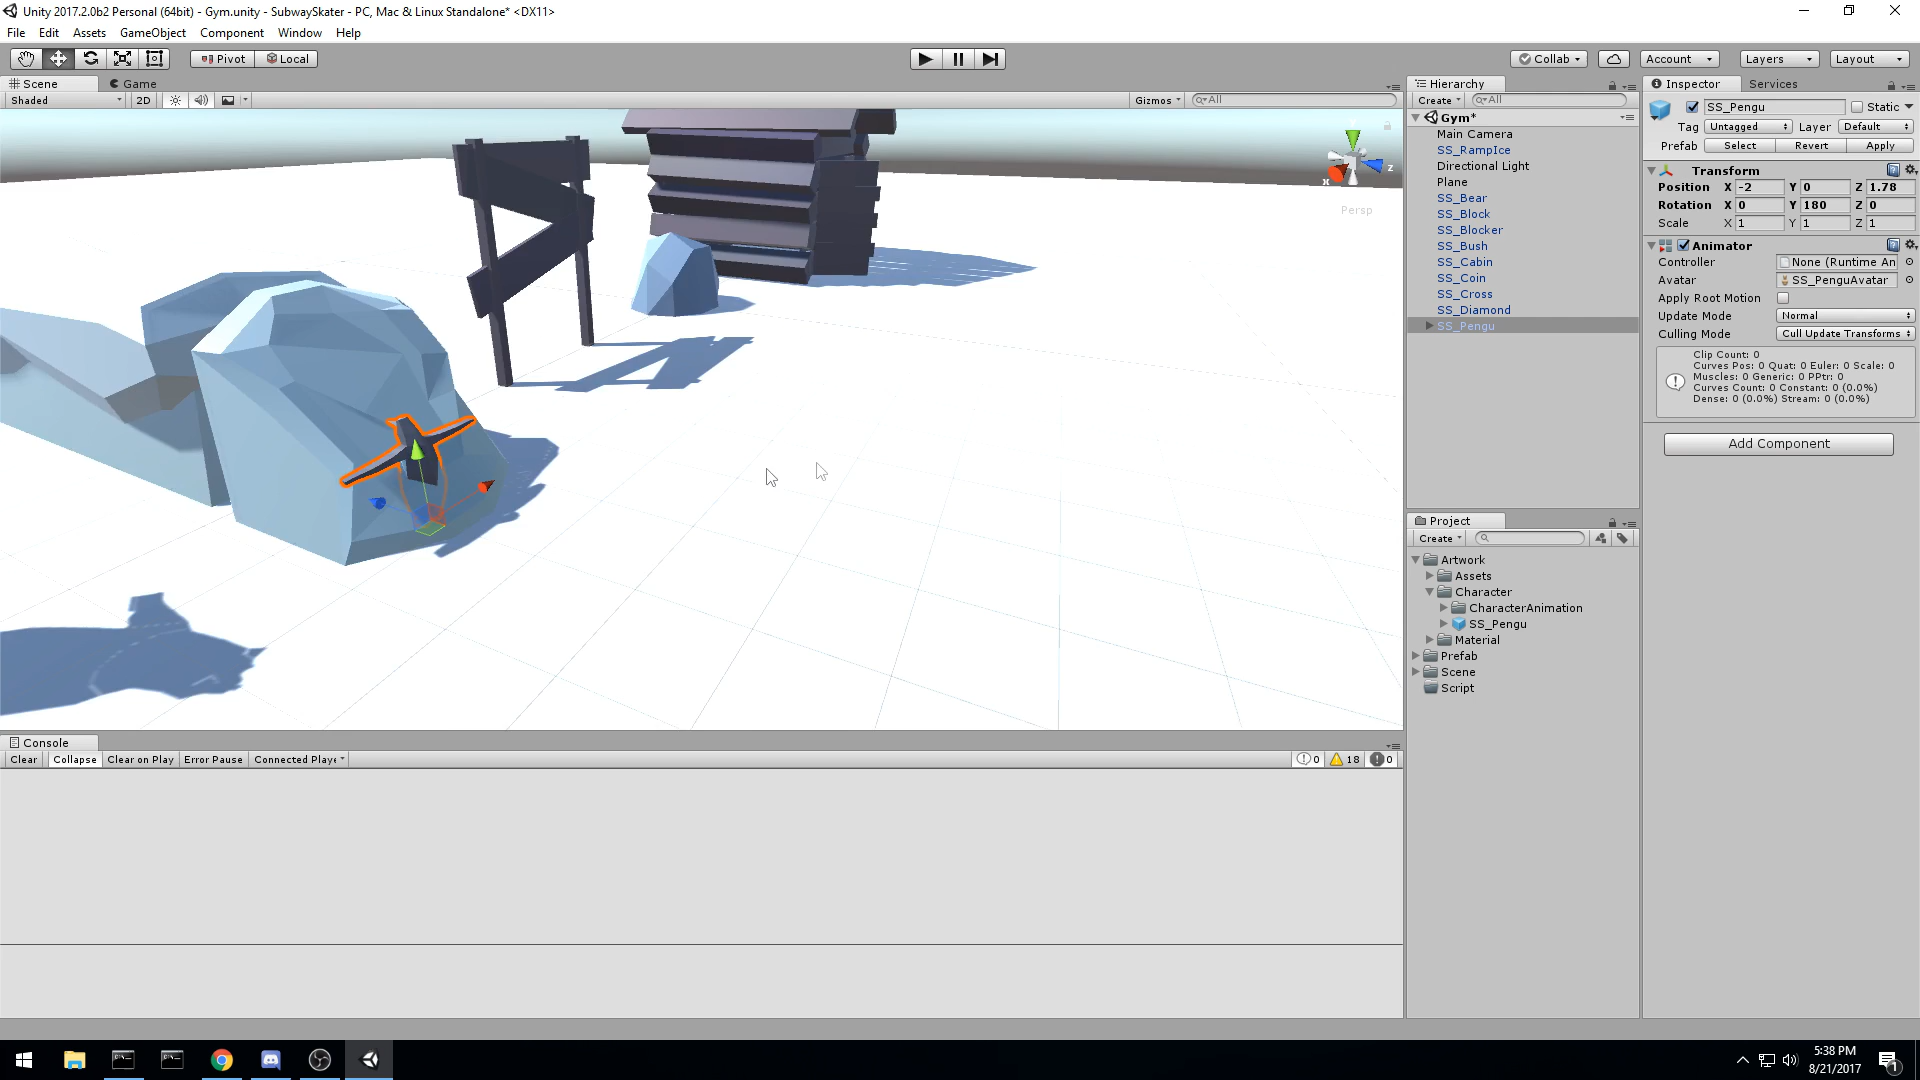 Unity 2017.2.0b2 Personal (64bit) - Gym.unity - SubwaySkater - PC, Mac & Linux Standalone* <DX11>
File Edit Assets GameObject Component Window Help
Pivot Local Collab Account Layers Layout
Scene Game
Shaded 2D Gizmos All
y
x
z
Persp
Hierarchy
Create All
Gym*
Main Camera
SS_RampIce
Directional Light
Plane
SS_Bear
SS_Block
SS_Blocker
SS_Bush
SS_Cabin
SS_Coin
SS_Cross
SS_Diamond
SS_Pengu
Project
Create
Artwork
Assets
Character
CharacterAnimation
SS_Pengu
Material
Prefab
Scene
Script
Inspector Services
SS_Pengu Static
Tag Untagged Layer Default
Prefab Select Revert Apply
Transform
Position X -2 Y 0 Z 1.78
Rotation X 0 Y 180 Z 0
Scale X 1 Y 1 Z 1
Animator
Controller None (Runtime An
Avatar SS_PenguAvatar
Apply Root Motion
Update Mode Normal
Culling Mode Cull Update Transforms
Clip Count: 0
Curves Pos: 0 Quat: 0 Euler: 0 Scale: 0
Muscles: 0 Generic: 0 PPtr: 0
Curves Count: 0 Constant: 0 (0.0%)
Dense: 0 (0.0%) Stream: 0 (0.0%)
Add Component
Console
Clear Collapse Clear on Play Error Pause Connected Playe
0 18 0
5:38 PM
8/21/2017
1